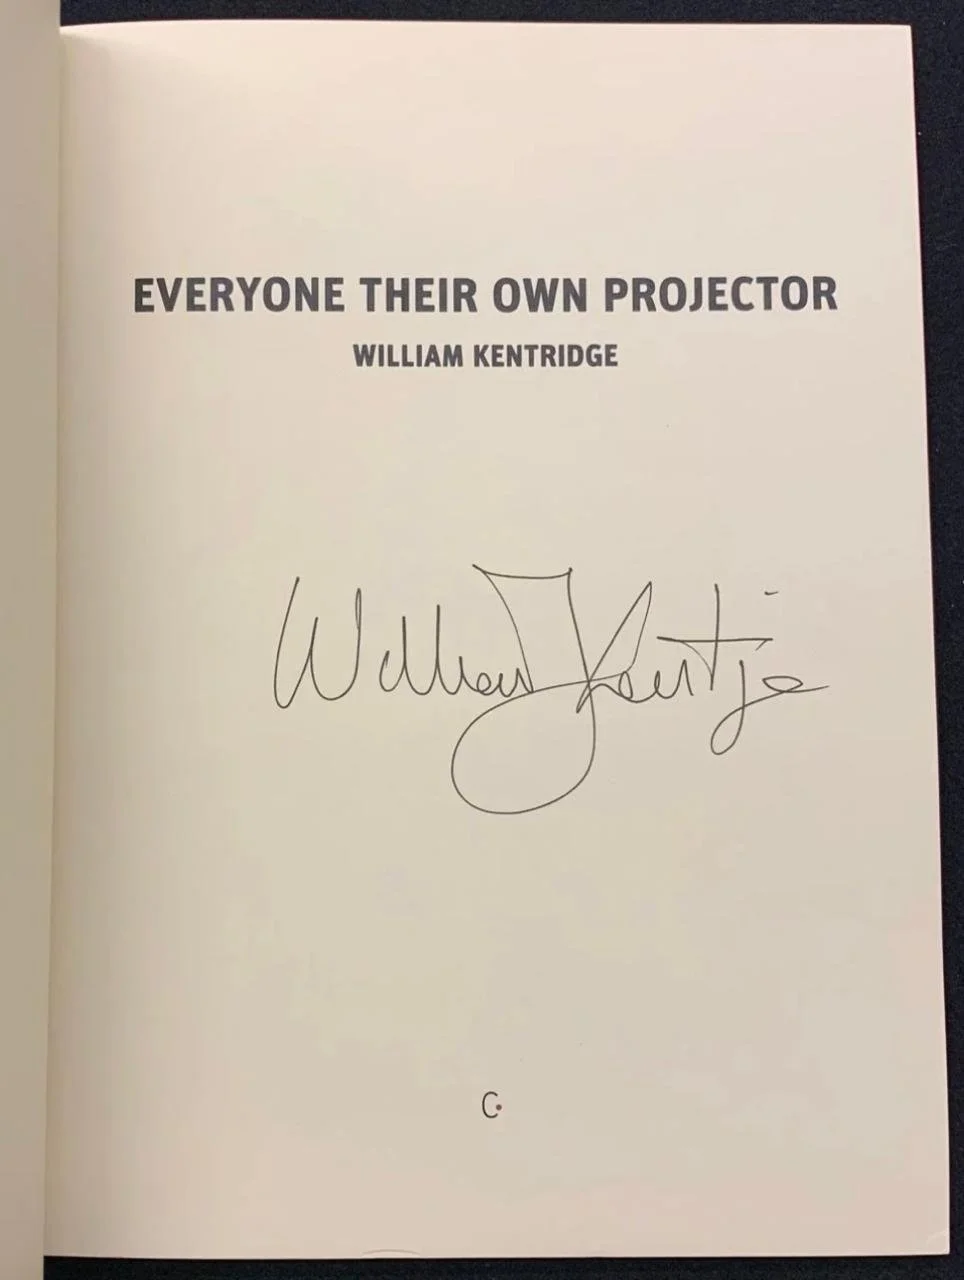 EVERYONE THEIR OWN PROJECTOR
WILLIAM KENTRIDGE
William Kentridge
C.